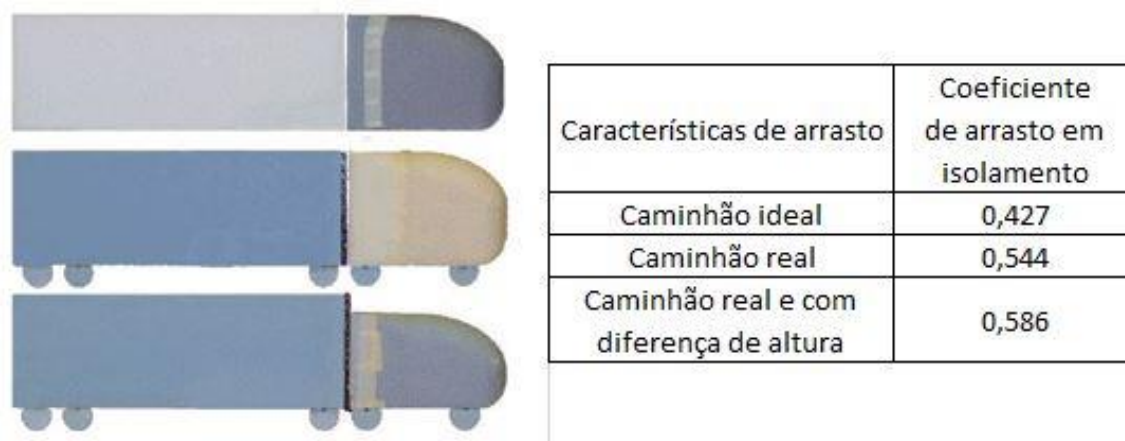 Características de arrasto
Coeficiente
de arrasto em
isolamento
Caminhão ideal
0,427
Caminhão real
0,544
Caminhão real e com
diferença de altura
0,586